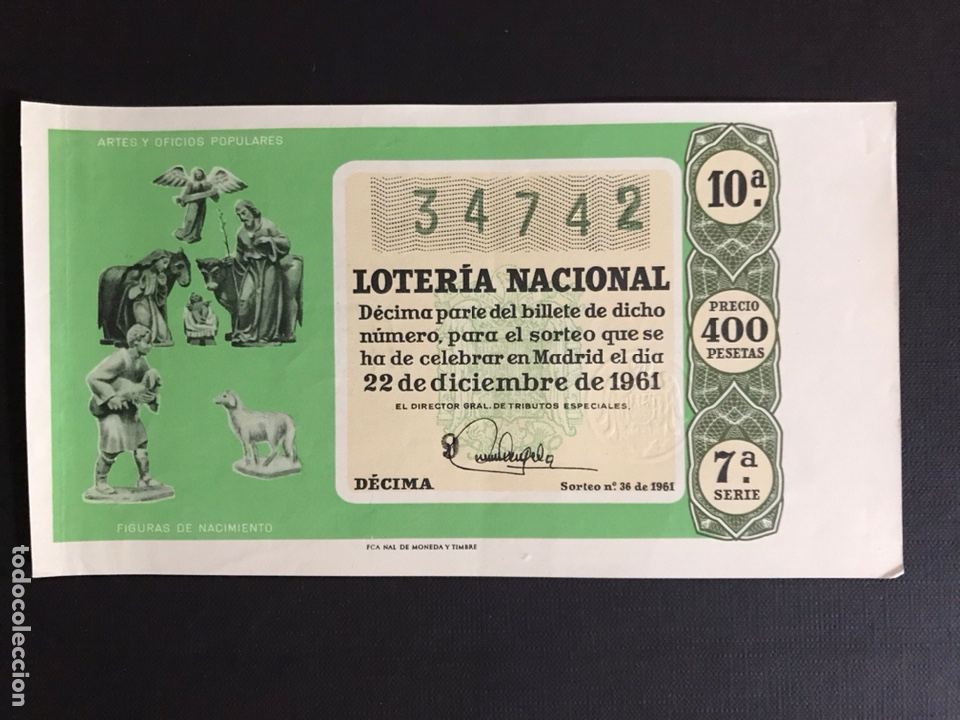 ARTES Y OFICIOS POPULARES
34742
LOTERÍA NACIONAL
Décima parte del billete de dicho
número, para el sorteo que se
ha de celebrar en Madrid el dia
22 de diciembre de 1961
EL DIRECTOR GRAL. DE TRIBUTOS ESPECIALES,
DÉCIMA
Sorteo nº 36 de 1961
10ª.
PRECIO
400
PESETAS
7ª.
SERIE
FIGURAS DE NACIMIENTO
FCA NAL DE MONEDA Y TIMBRE
todocoleccion.net